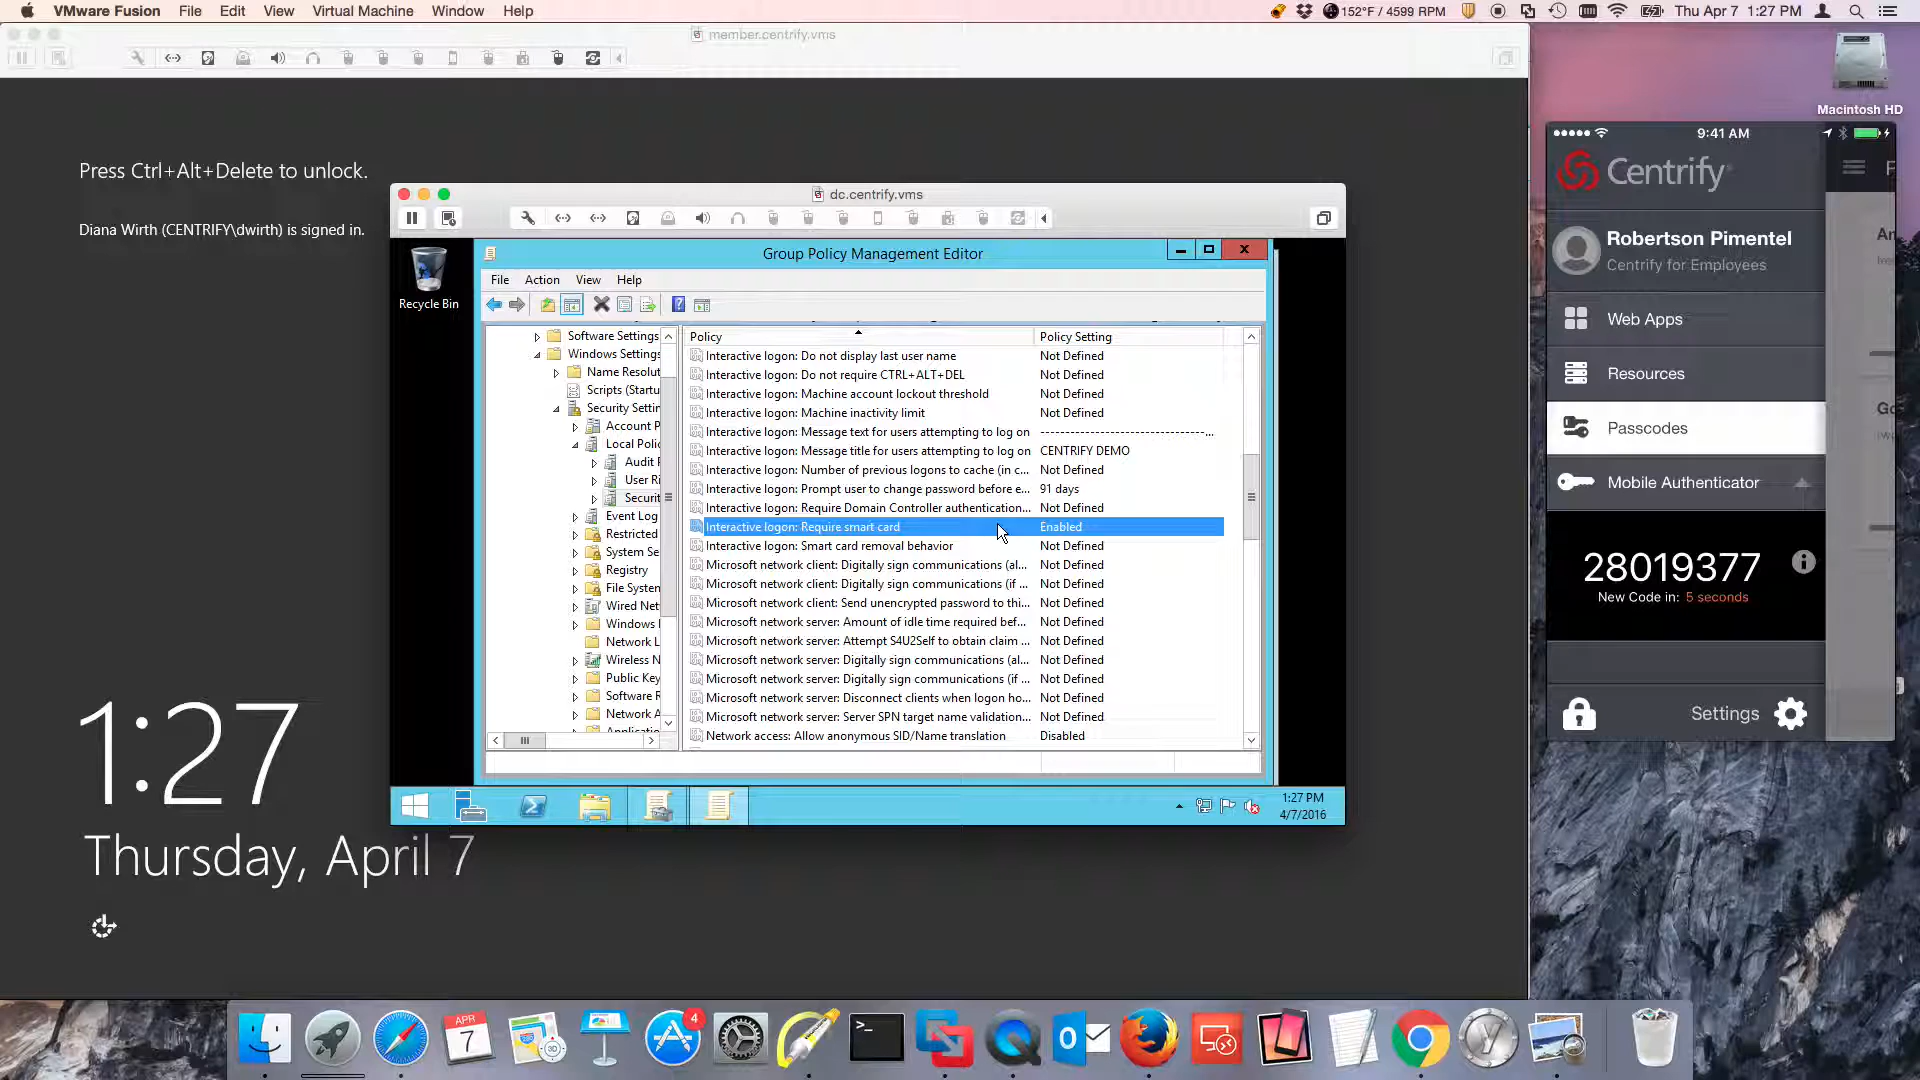 VMware Fusion File Edit View Virtual Machine Window Help
152°F / 4599 RPM
Thu Apr 7 1:27 PM
member.centrify.vms
Press Ctrl+Alt+Delete to unlock.
Diana Wirth (CENTRIFY\dwirth) is signed in.
1:27
Thursday, April 7
dc.centrify.vms
Recycle Bin
Group Policy Management Editor
File Action View Help
Software Settings
Windows Setting:
Name Resolut
Scripts (Startu
Security Settin
Account P
Local Polic
Audit P
User Ri
Securit
Event Log
Restricted
System Se
Registry
File System
Wired Net
Windows
Network L
Wireless N
Public Key
Software R
Network A
Policy Policy Setting
Interactive logon: Do not display last user name Not Defined
Interactive logon: Do not require CTRL+ALT+DEL Not Defined
Interactive logon: Machine account lockout threshold Not Defined
Interactive logon: Machine inactivity limit Not Defined
Interactive logon: Message text for users attempting to log on --------------------------------...
Interactive logon: Message title for users attempting to log on CENTRIFY DEMO
Interactive logon: Number of previous logons to cache (in c... Not Defined
Interactive logon: Prompt user to change password before e... 91 days
Interactive logon: Require Domain Controller authentication... Not Defined
Interactive logon: Require smart card Enabled
Interactive logon: Smart card removal behavior Not Defined
Microsoft network client: Digitally sign communications (al... Not Defined
Microsoft network client: Digitally sign communications (if ... Not Defined
Microsoft network client: Send unencrypted password to thi... Not Defined
Microsoft network server: Amount of idle time required bef... Not Defined
Microsoft network server: Attempt S4U2Self to obtain claim ... Not Defined
Microsoft network server: Digitally sign communications (al... Not Defined
Microsoft network server: Digitally sign communications (if ... Not Defined
Microsoft network server: Disconnect clients when logon ho... Not Defined
Microsoft network server: Server SPN target name validation... Not Defined
Network access: Allow anonymous SID/Name translation Disabled
1:27 PM
4/7/2016
Macintosh HD
9:41 AM
Centrify
Robertson Pimentel
Centrify for Employees
Web Apps
Resources
Passcodes
Mobile Authenticator
28019377
New Code in: 5 seconds
Settings
APR
7
3D
4